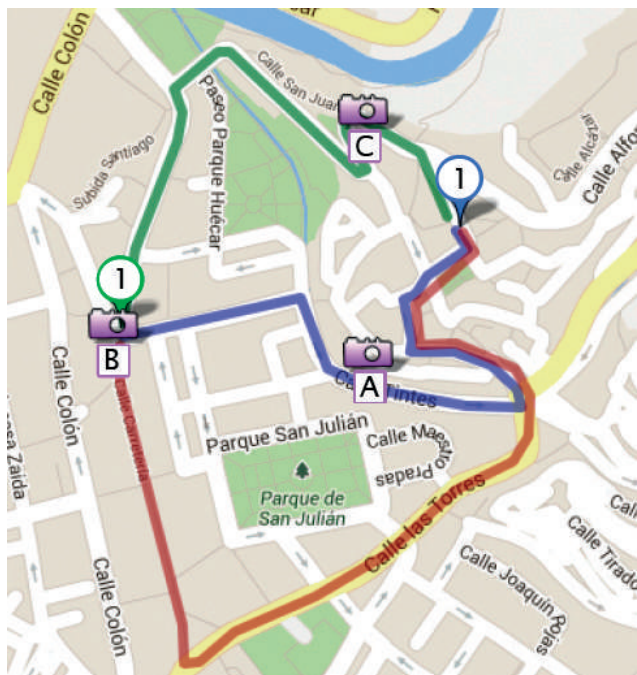 Calle Colón
Calle San Juan
Paseo Parque Huécar
Subida Santiago
C
1
Calle Alcázar
Calle Alfo
1
B
A
Calle Tintes
Calle Colón
Calle Colón
Calle Carretería
Zaida
Parque San Julián
Calle Maestro
Pradas
Parque de
San Julián
Calle las Torres
Calle Joaquín
Rojas
Calle Tirado